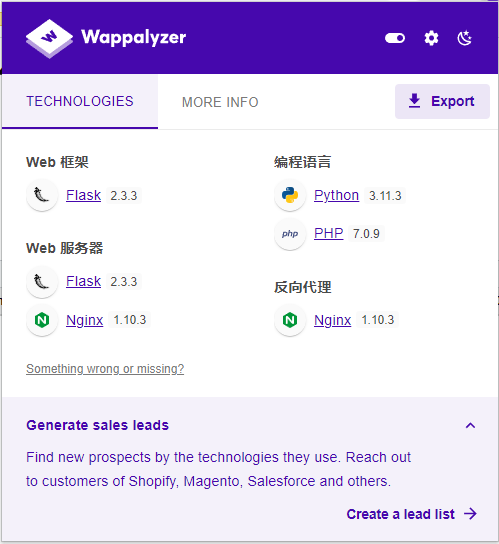 Wappalyzer
TECHNOLOGIES
MORE INFO
Export
Web 框架
Flask 2.3.3
Web 服务器
Flask 2.3.3
Nginx 1.10.3
编程语言
Python 3.11.3
php PHP 7.0.9
反向代理
Nginx 1.10.3
Something wrong or missing?
Generate sales leads
Find new prospects by the technologies they use. Reach out
to customers of Shopify, Magento, Salesforce and others.
Create a lead list